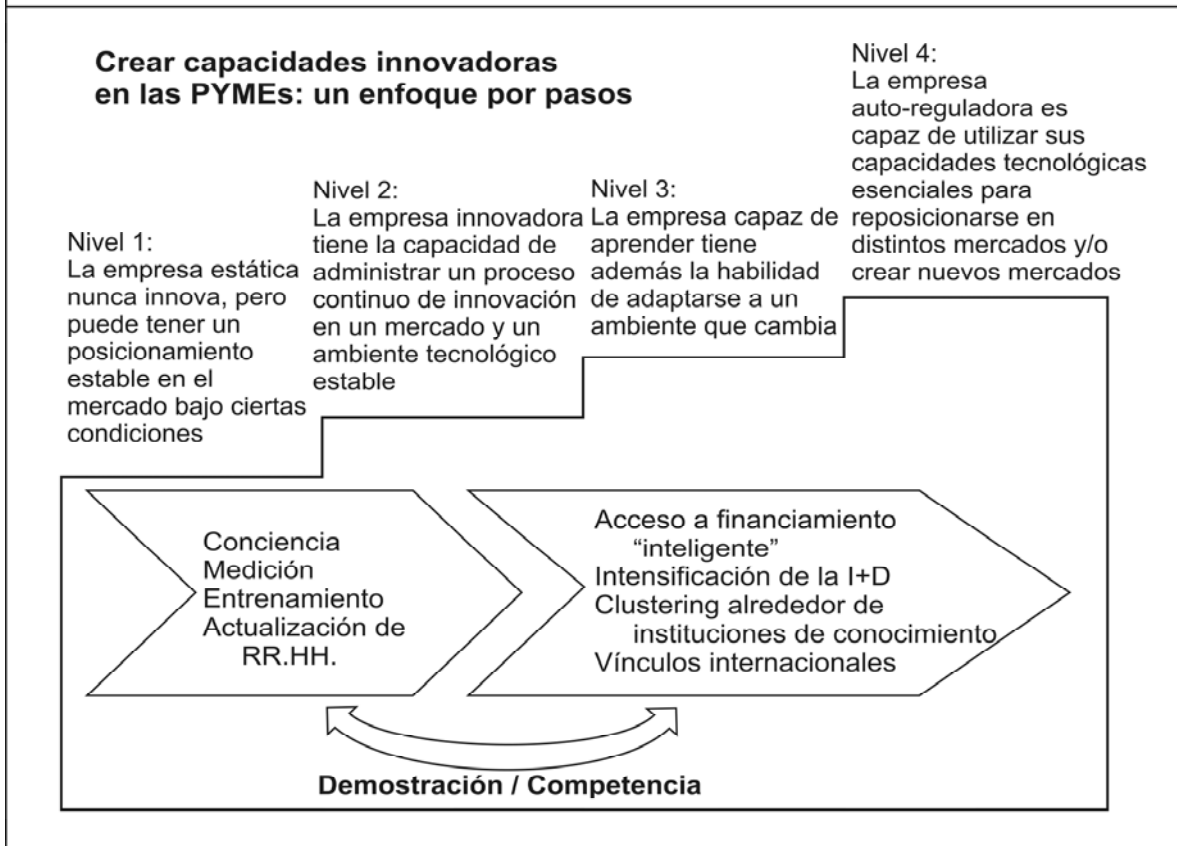 Crear capacidades innovadoras
en las PYMEs: un enfoque por pasos
Nivel 1:
La empresa estática
nunca innova, pero
puede tener un
posicionamiento
estable en el
mercado bajo ciertas
condiciones
Nivel 2:
La empresa innovadora
tiene la capacidad de
administrar un proceso
continuo de innovación
en un mercado y un
ambiente tecnológico
estable
Nivel 3:
La empresa capaz de
aprender tiene
además la habilidad
de adaptarse a un
ambiente que cambia
Nivel 4:
La empresa
auto-reguladora es
capaz de utilizar sus
capacidades tecnológicas
esenciales para
reposicionarse en
distintos mercados y/o
crear nuevos mercados
Conciencia
Medición
Entrenamiento
Actualización de
RR.HH.
Acceso a financiamiento
“inteligente”
Intensificación de la I+D
Clustering alrededor de
instituciones de conocimiento
Vínculos internacionales
Demostración / Competencia